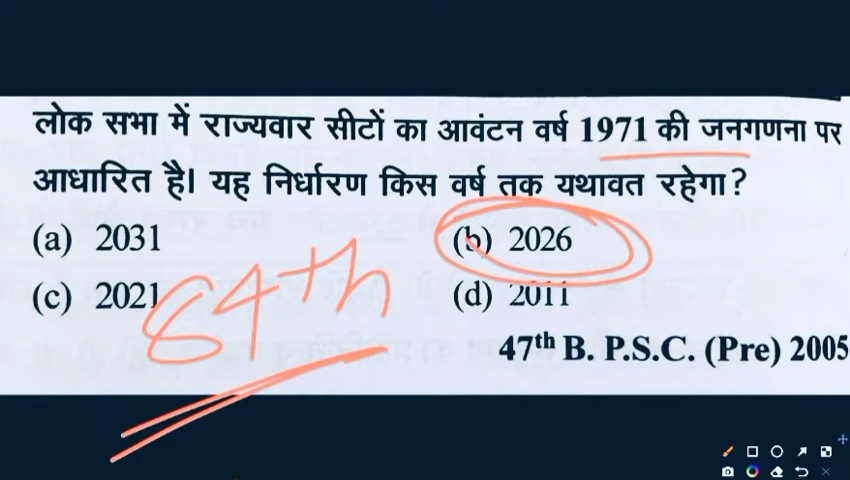 लोक सभा में राज्यवार सीटों का आवंटन वर्ष 1971 की जनगणना पर
आधारित है। यह निर्धारण किस वर्ष तक यथावत रहेगा?
(a) 2031 (b) 2026
(c) 2021 (d) 2011
84th
47th B. P.S.C. (Pre) 2005